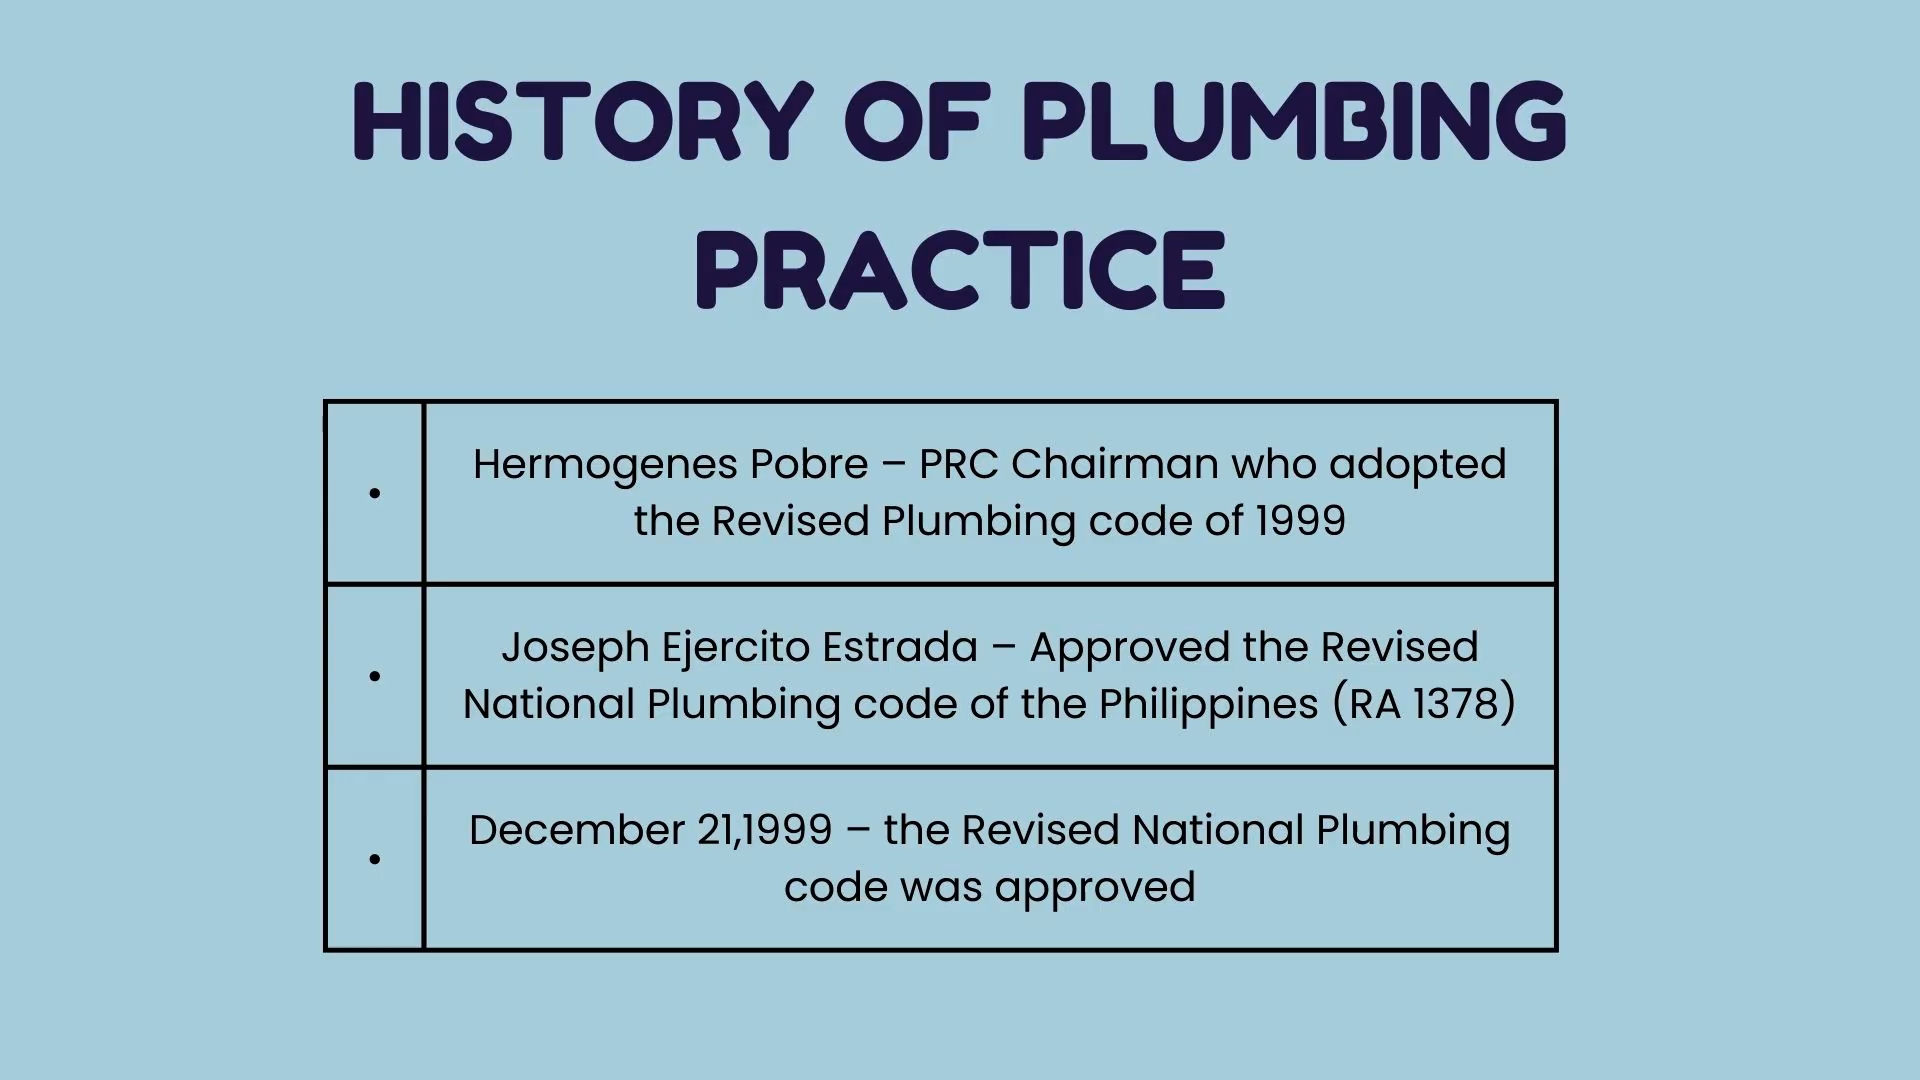 HISTORY OF PLUMBING
PRACTICE
• Hermogenes Pobre – PRC Chairman who adopted
the Revised Plumbing code of 1999
• Joseph Ejercito Estrada – Approved the Revised
National Plumbing code of the Philippines (RA 1378)
• December 21,1999 – the Revised National Plumbing
code was approved